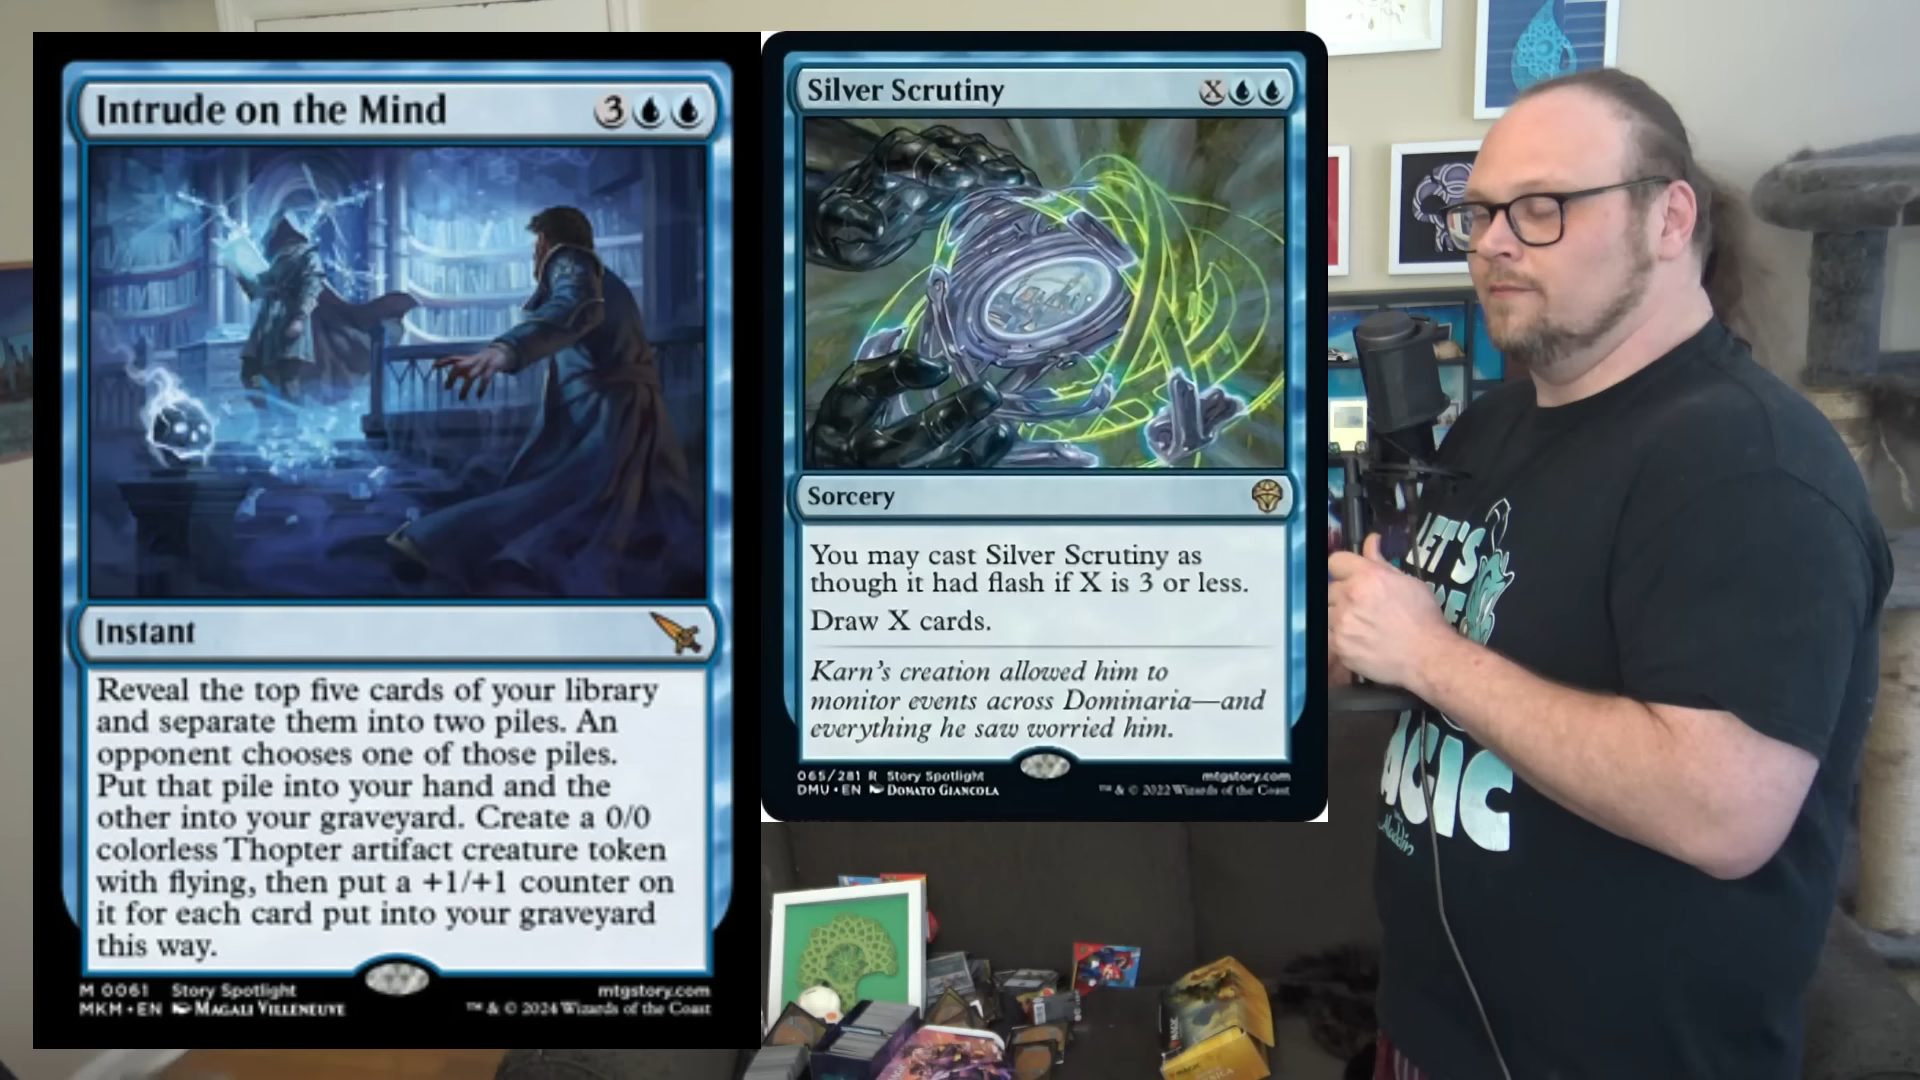 Intrude on the Mind
3
Instant
Reveal the top five cards of your library
and separate them into two piles. An
opponent chooses one of those piles.
Put that pile into your hand and the
other into your graveyard. Create a 0/0
colorless Thopter artifact creature token
with flying, then put a +1/+1 counter on
it for each card put into your graveyard
this way.
M 0061 Story Spotlight
mtgstory.com
MKM • EN MAGALI VILLENEUVE
™ & © 2024 Wizards of the Coast
Silver Scrutiny
X
Sorcery
You may cast Silver Scrutiny as
though it had flash if X is 3 or less.
Draw X cards.
Karn's creation allowed him to
monitor events across Dominaria—and
everything he saw worried him.
065/281 R Story Spotlight
mtgstory.com
DMU • EN DONATO GIANCOLA
™ & © 2022 Wizards of the Coast
LET'S
AGIC
Aladdin